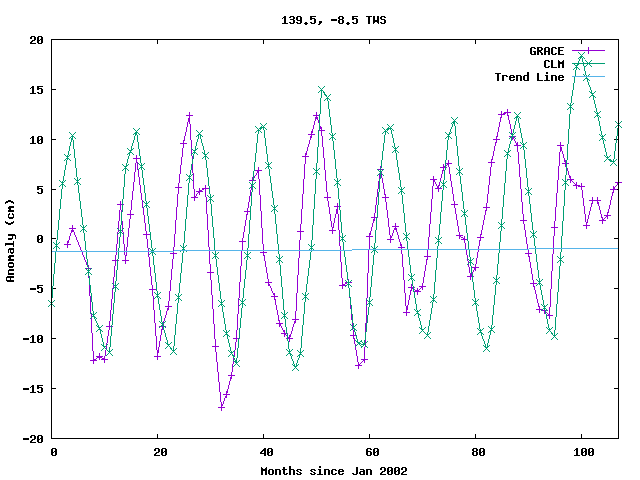 139.5, -8.5 TWS
GRACE
CLM
Trend Line
20
15
10
5
0
-5
-10
-15
-20
Anomaly (cm)
0 20 40 60 80 100
Months since Jan 2002